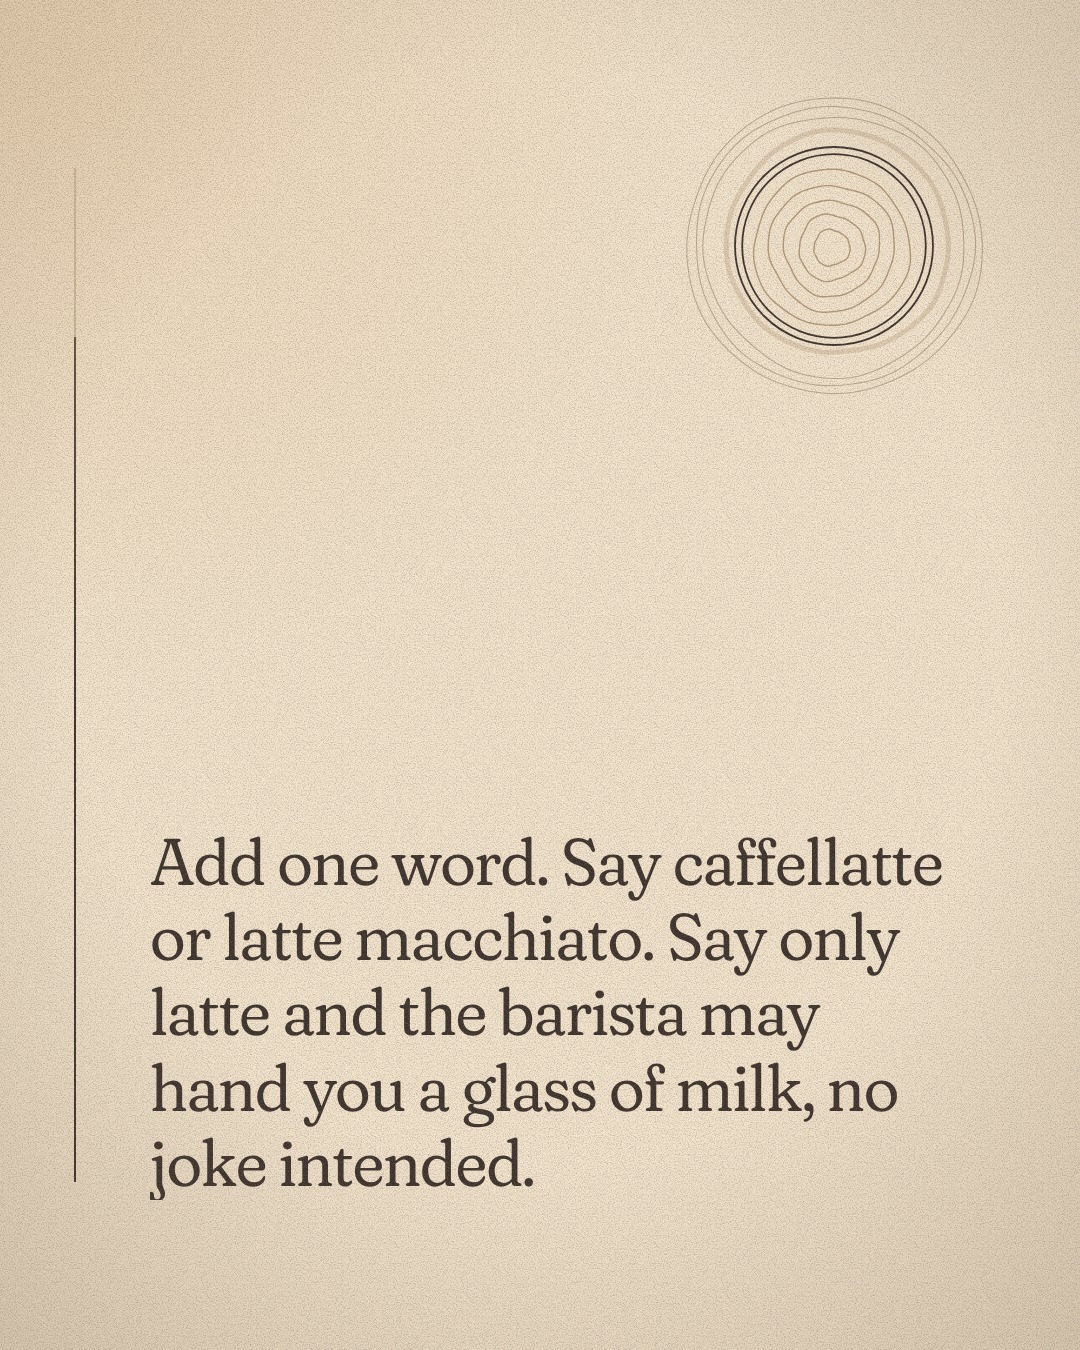 Add one word. Say caffellatte
or latte macchiato. Say only
latte and the barista may
hand you a glass of milk, no
joke intended.